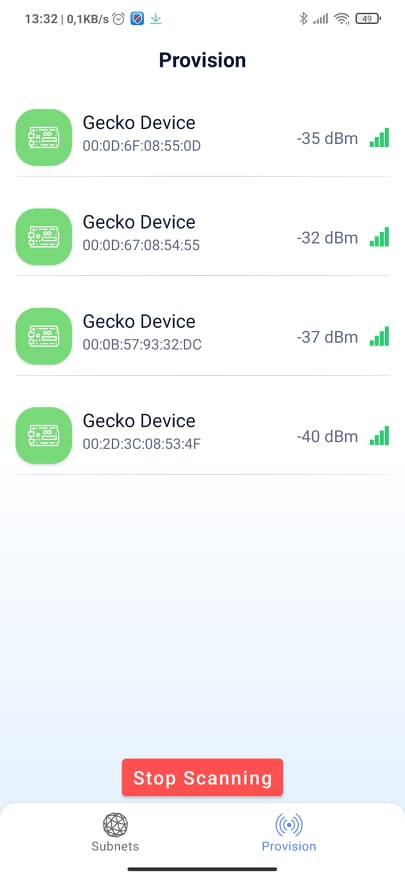 13:32 | 0,1KB/s
49
Provision
Gecko Device
00:0D:6F:08:55:0D
-35 dBm
Gecko Device
00:0D:67:08:54:55
-32 dBm
Gecko Device
00:0B:57:93:32:DC
-37 dBm
Gecko Device
00:2D:3C:08:53:4F
-40 dBm
Stop Scanning
Subnets
Provision